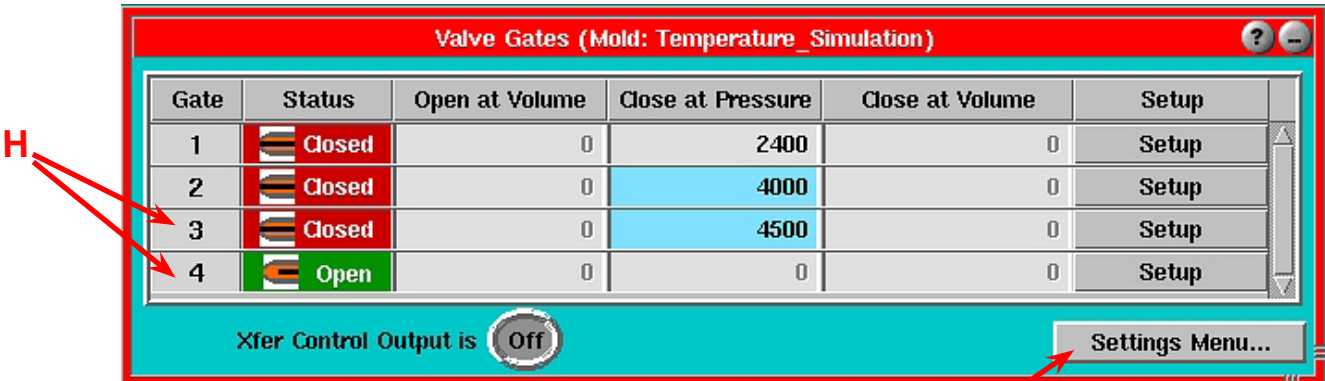 Valve Gates (Mold: Temperature_Simulation) ? –
Gate Status Open at Volume Close at Pressure Close at Volume Setup
H
1 Closed 0 2400 0 Setup
2 Closed 0 4000 0 Setup
3 Closed 0 4500 0 Setup
4 Open 0 0 0 Setup
Xfer Control Output is Off Settings Menu...